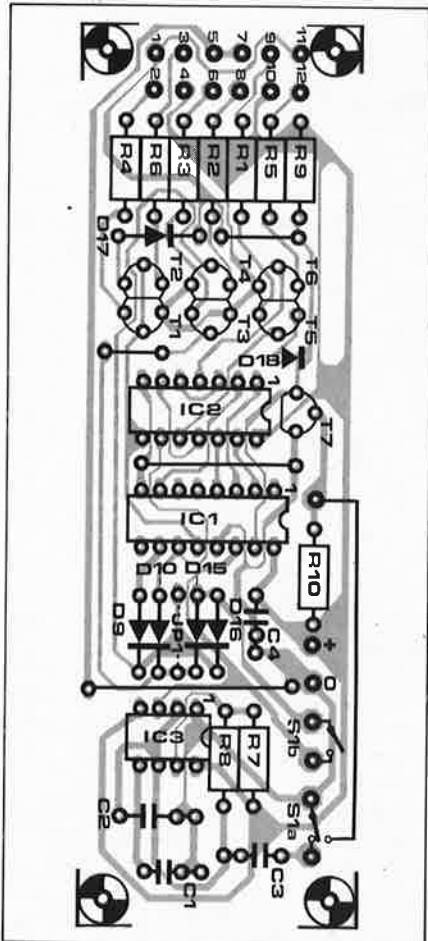 1 3 5 7 9 11
2 4 6 8 10 12
R4 R6 R3 R2 R1 R5 R9
D17
T2 T4 T6
T1 T3 T5
D18
1
IC2
T7
1
IC1
R10
D10 D15
D9 JP1 D16 C4
+
0
1
IC3
R8 R7
S1b
S1a
C2
C1
C3